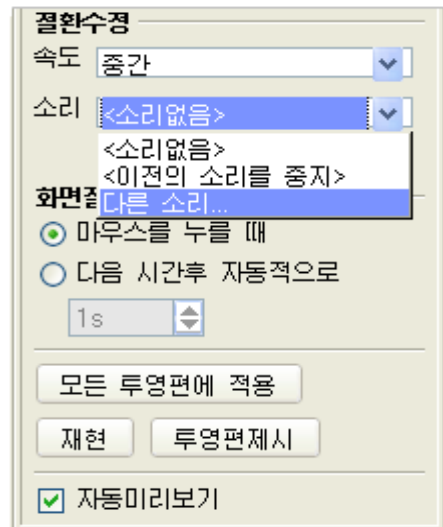 절환수정
속도 중간
소리 <소리없음>
<소리없음>
<이전의 소리를 중지>
다른 소리...
화면절
마우스를 누를 때
다음 시간후 자동적으로
1s
모든 투영편에 적용
재현 투영편제시
자동미리보기